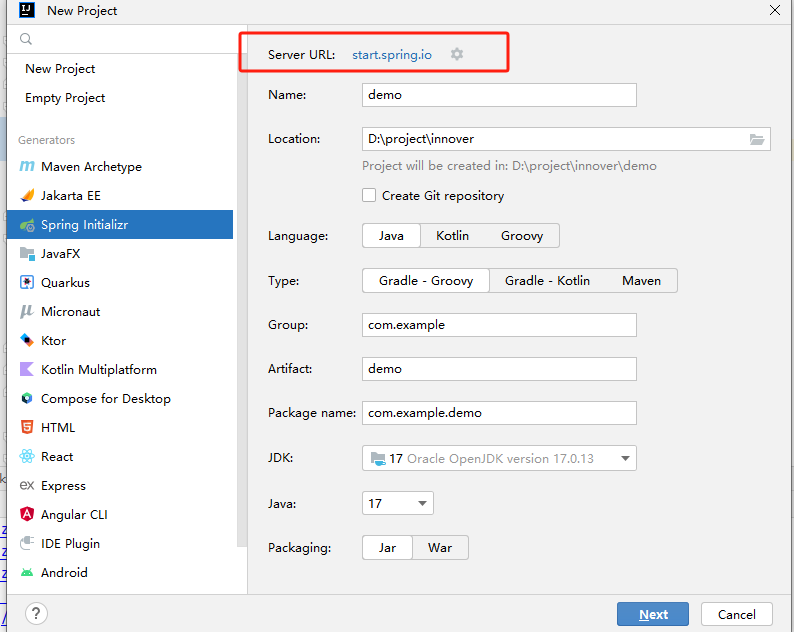 New Project
New Project
Empty Project
Generators
Maven Archetype
Jakarta EE
Spring Initializr
JavaFX
Quarkus
Micronaut
Ktor
Kotlin Multiplatform
Compose for Desktop
HTML
React
Express
Angular CLI
IDE Plugin
Android
Server URL: start.spring.io
Name: demo
Location: D:\project\innover
Project will be created in: D:\project\innover\demo
Create Git repository
Language: Java Kotlin Groovy
Type: Gradle - Groovy Gradle - Kotlin Maven
Group: com.example
Artifact: demo
Package name: com.example.demo
JDK: 17 Oracle OpenJDK version 17.0.13
Java: 17
Packaging: Jar War
? Next Cancel